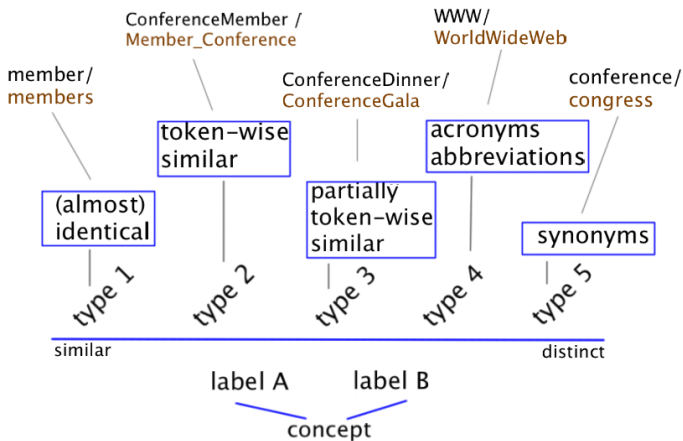 ConferenceMember /
Member_Conference
WWW/
WorldWideWeb
member/
members
ConferenceDinner/
ConferenceGala
conference/
congress
token-wise
similar
acronyms
abbreviations
(almost)
identical
partially
token-wise
similar
synonyms
type 1
type 2
type 3
type 4
type 5
similar
distinct
label A
label B
concept